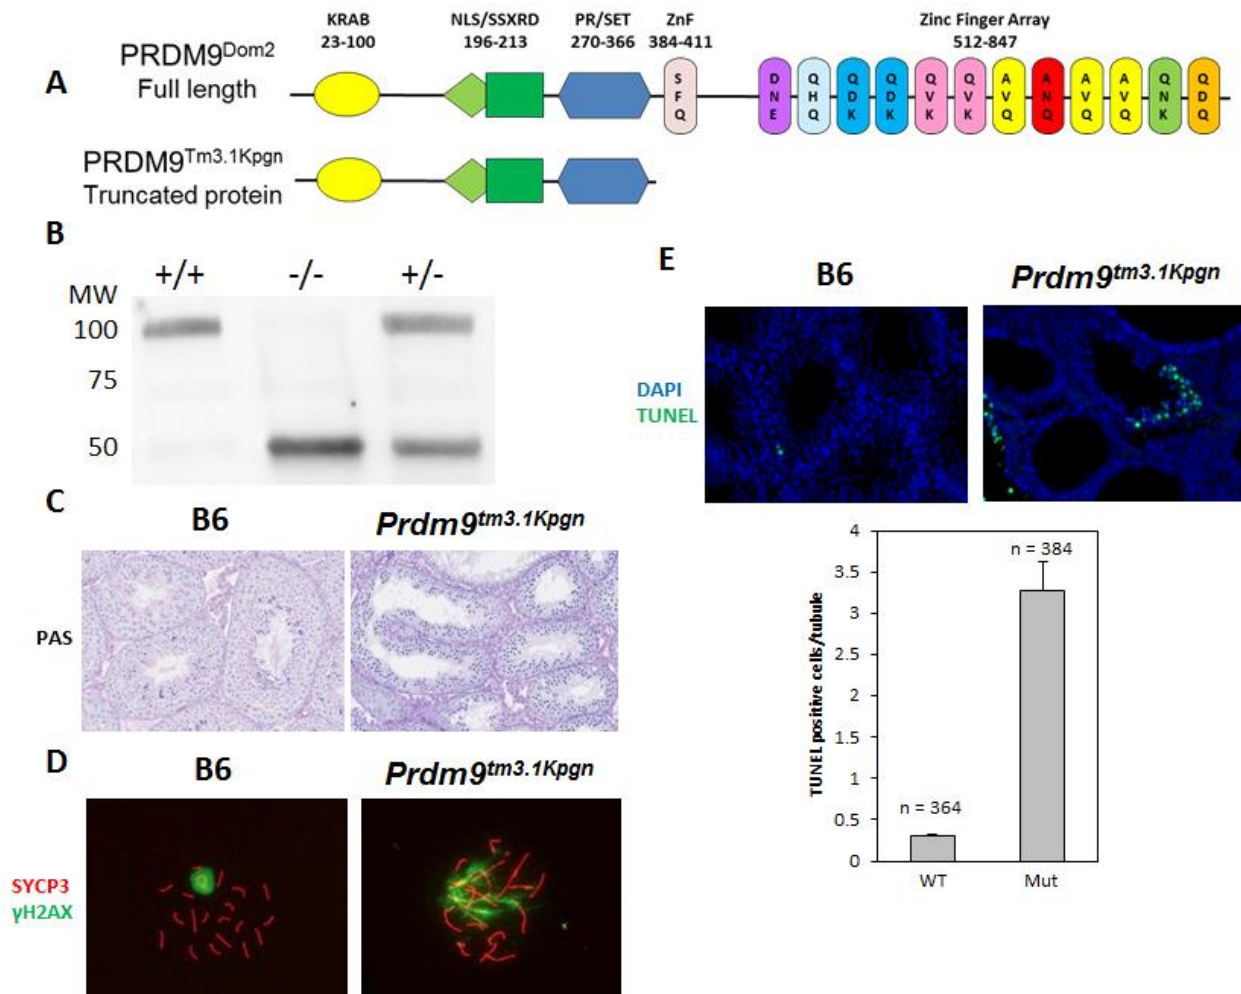 A
KRAB
23-100
NLS/SSXRD
196-213
PR/SET
270-366
ZnF
384-411
Zinc Finger Array
512-847
PRDM9Dom2
Full length
S F Q
D N E
Q H Q
Q D K
Q D K
Q V K
Q V K
A V Q
A N Q
A V Q
A V Q
Q N K
Q D Q
PRDM9Tm3.1Kpgn
Truncated protein
B
+/+ -/- +/-
MW
100
75
50
C
B6 Prdm9tm3.1Kpgn
PAS
D
B6 Prdm9tm3.1Kpgn
SYCP3
γH2AX
E
B6 Prdm9tm3.1Kpgn
DAPI
TUNEL
TUNEL positive cells/tubule
4
3.5
3
2.5
2
1.5
1
0.5
0
n = 364
n = 384
WT Mut